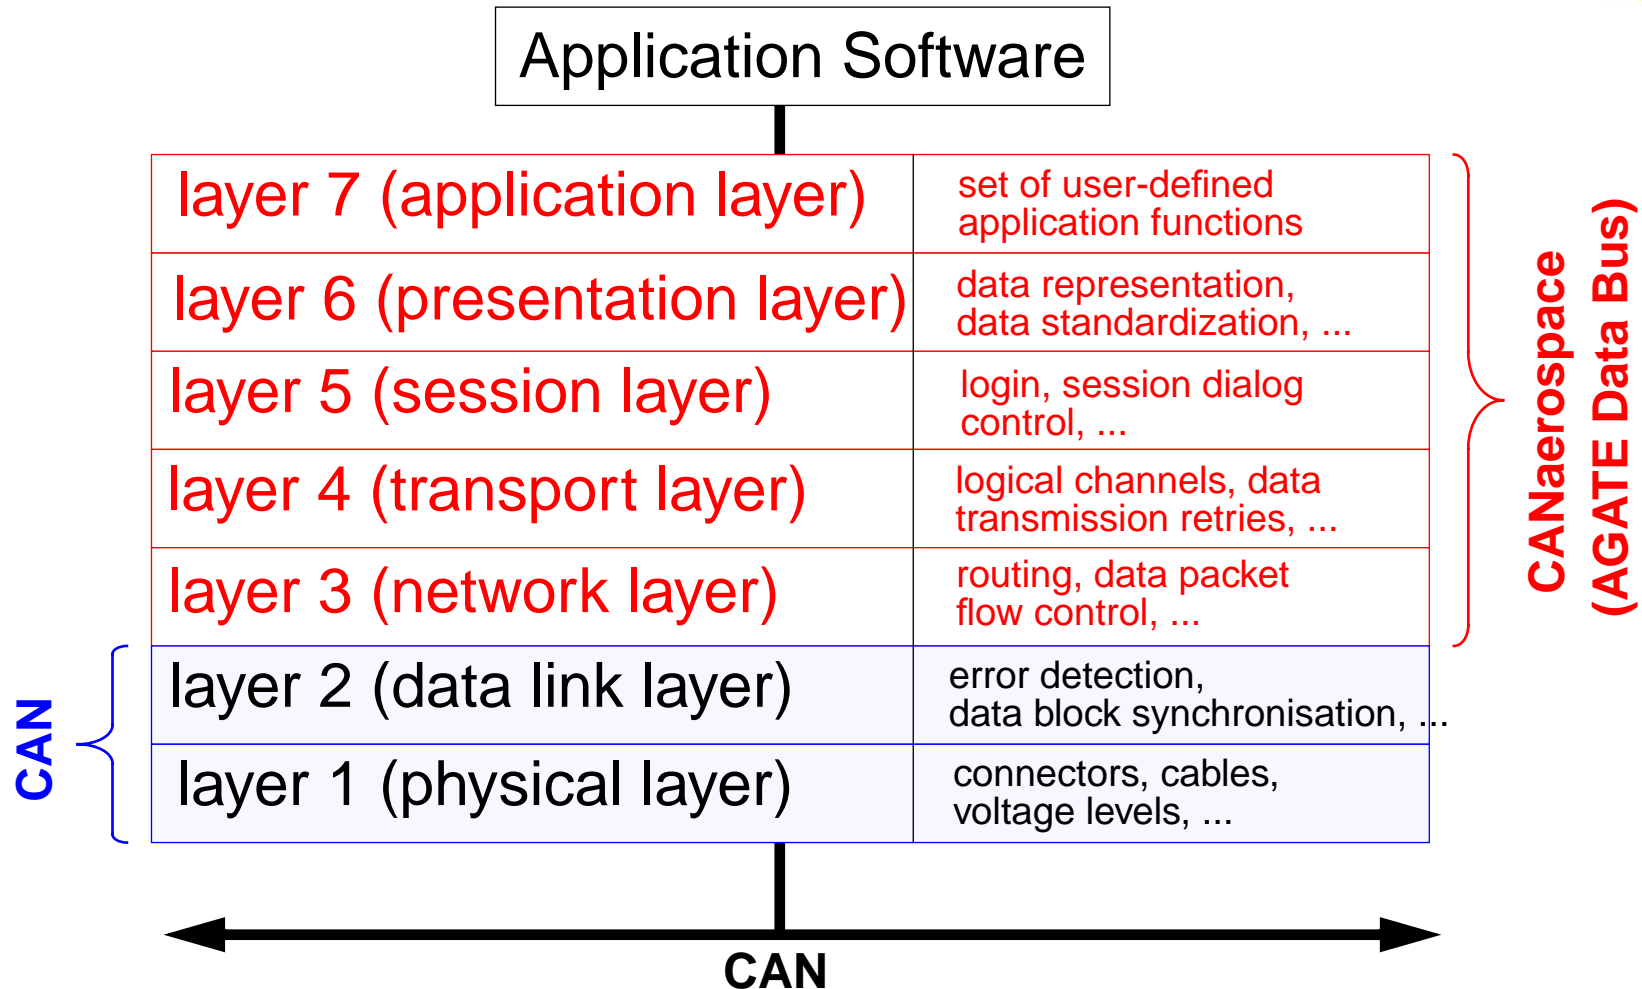 Application Software
layer 7 (application layer)
set of user-defined
application functions
layer 6 (presentation layer)
data representation,
data standardization, ...
layer 5 (session layer)
login, session dialog
control, ...
layer 4 (transport layer)
logical channels, data
transmission retries, ...
layer 3 (network layer)
routing, data packet
flow control, ...
layer 2 (data link layer)
error detection,
data block synchronisation, ...
layer 1 (physical layer)
connectors, cables,
voltage levels, ...
CANaerospace
(AGATE Data Bus)
CAN
CAN